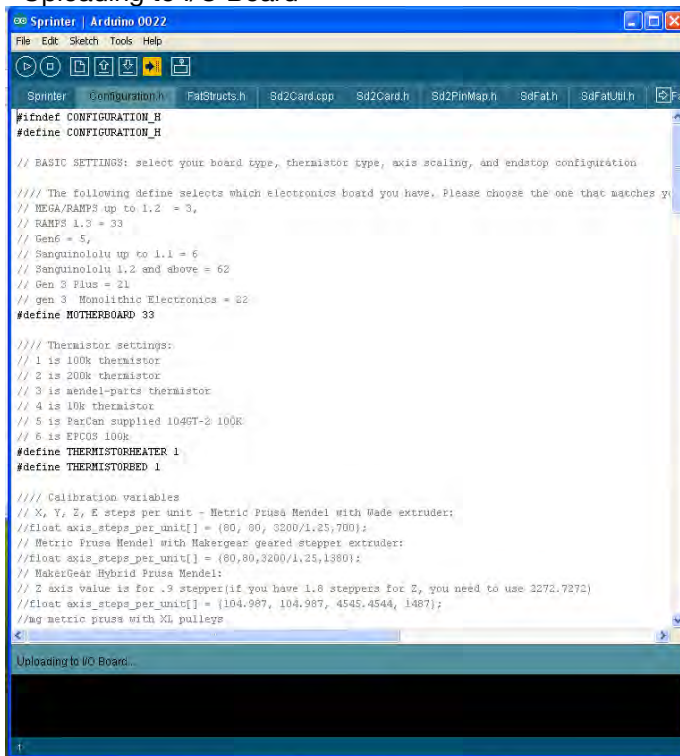 Uploading to I/O Board
Sprinter | Arduino 0022
File Edit Sketch Tools Help
Sprinter Configuration.h FatStructs.h Sd2Card.cpp Sd2Card.h Sd2PinMap.h SdFat.h SdFatUtil.h
#ifndef CONFIGURATION_H
#define CONFIGURATION_H
// BASIC SETTINGS: select your board type, thermistor type, axis scaling, and endstop configuration
//// The following define selects which electronics board you have. Please choose the one that matches
// MEGA/RAMPS up to 1.2 = 3,
// RAMPS 1.3 = 33
// Gen6 = 5,
// Sanguinololu up to 1.1 = 6
// Sanguinololu 1.2 and above = 62
// Gen 3 Plus = 21
// gen 3 Monolithic Electronics = 22
#define MOTHERBOARD 33
//// Thermistor settings:
// 1 is 100k thermistor
// 2 is 200k thermistor
// 3 is mendel-parts thermistor
// 4 is 10k thermistor
// 5 is ParCan supplied 104GT-2 100K
// 6 is EPCOS 100k
#define THERMISTORHEATER 1
#define THERMISTORBED 1
//// Calibration variables
// X, Y, Z, E steps per unit - Metric Prusa Mendel with Wade extruder:
//float axis_steps_per_unit[] = {80, 80, 3200/1.25,700};
// Metric Prusa Mendel with Makergear geared stepper extruder:
//float axis_steps_per_unit[] = {80,80,3200/1.25,1380};
// MakerGear Hybrid Prusa Mendel:
// Z axis value is for .9 stepper(if you have 1.8 steppers for Z, you need to use 2272.7272)
//float axis_steps_per_unit[] = {104.987, 104.987, 4545.4544, 1487};
//mg metric prusa with XL pulleys
Uploading to I/O Board...
1